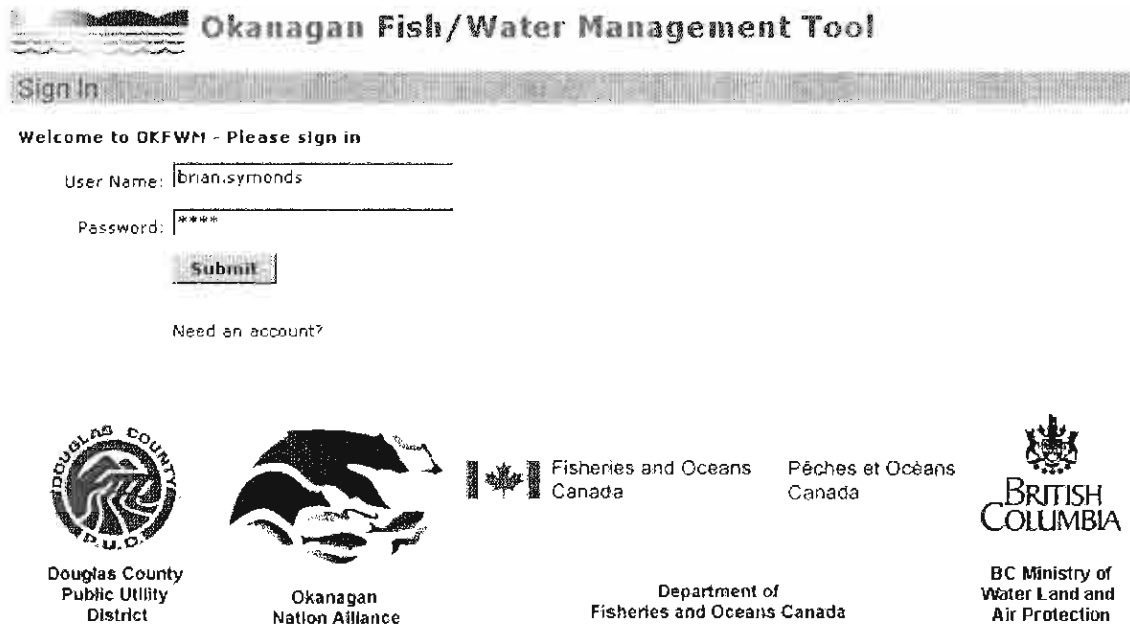 Okanagan Fish/Water Management Tool
Sign In
Welcome to OKFWM - Please sign in
User Name: brian.symonds
Password: ****
Submit
Need an account?
DOUGLAS COUNTY
P.U.D.
Douglas County
Public Utility
District
Okanagan
Nation Alliance
Fisheries and Oceans
Canada
Pêches et Océans
Canada
Department of
Fisheries and Oceans Canada
BRITISH
COLUMBIA
BC Ministry of
Water Land and
Air Protection